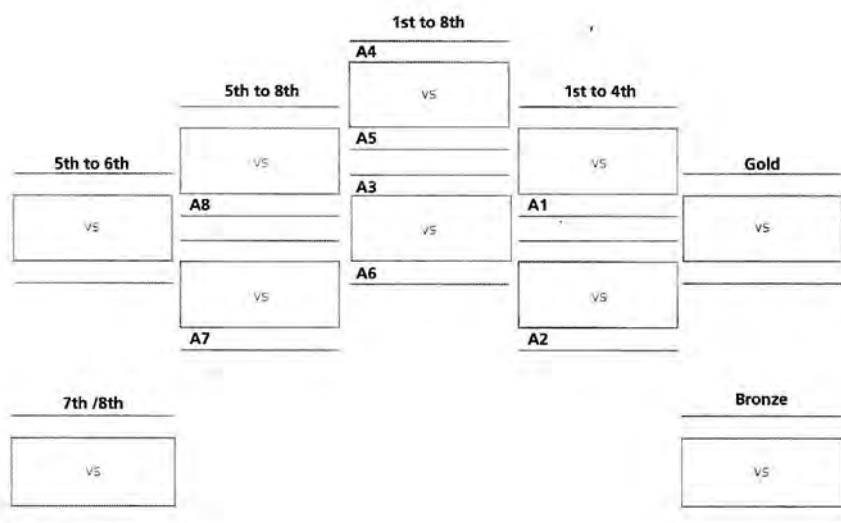 1st to 8th
A4
vs
A5
A3
vs
A6
5th to 8th
vs
A8
vs
A7
1st to 4th
vs
A1
vs
A2
5th to 6th
vs
Gold
vs
7th /8th
vs
Bronze
vs